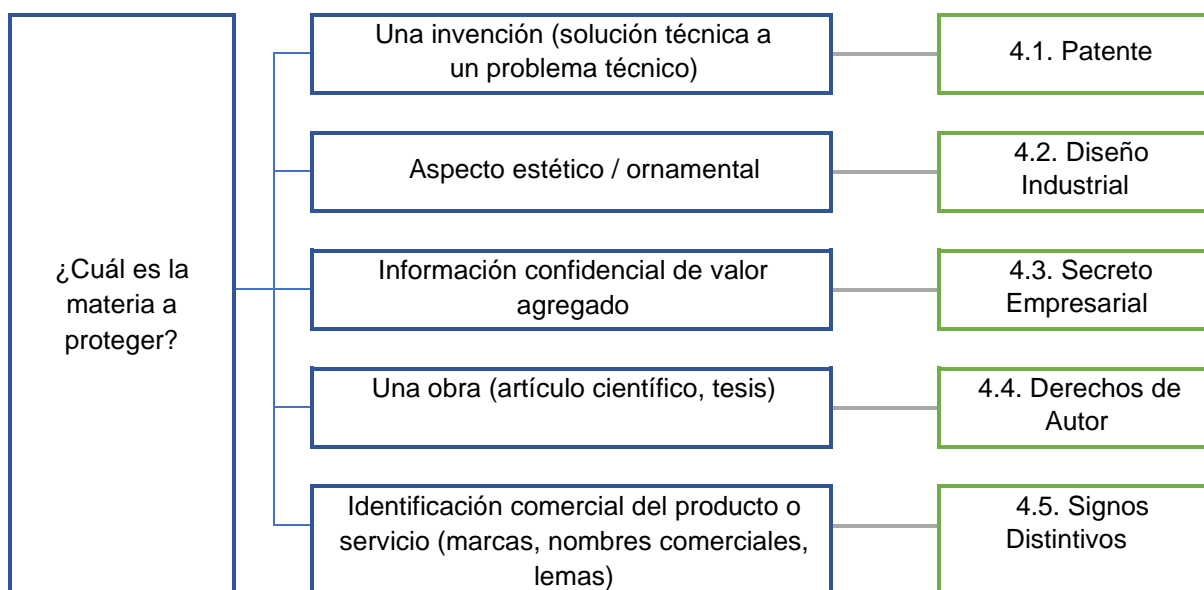 ¿Cuál es la
materia a
proteger?
Una invención (solución técnica a
un problema técnico)
4.1. Patente
Aspecto estético / ornamental
4.2. Diseño
Industrial
Información confidencial de valor
agregado
4.3. Secreto
Empresarial
Una obra (artículo científico, tesis)
4.4. Derechos de
Autor
Identificación comercial del producto o
servicio (marcas, nombres comerciales,
lemas)
4.5. Signos
Distintivos